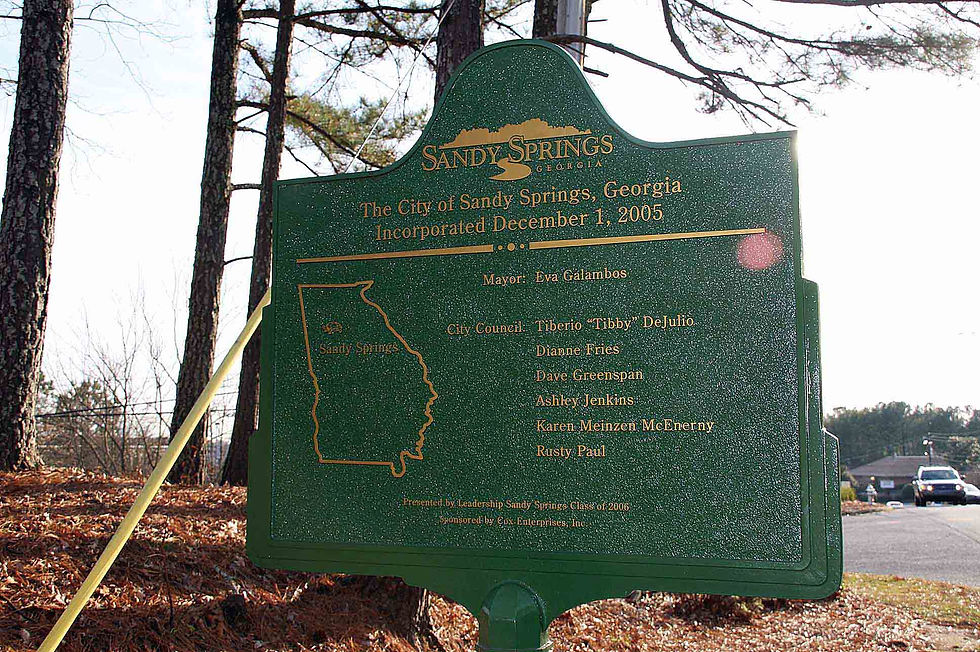 SANDY SPRINGS
GEORGIA
The City of Sandy Springs, Georgia
Incorporated December 1, 2005
Mayor: Eva Galambos
Sandy Springs
City Council: Tiberio “Tibby” DeJulio
Dianne Fries
Dave Greenspan
Ashley Jenkins
Karen Meinzen McEnerny
Rusty Paul
Presented by Leadership Sandy Springs Class of 2006
Sponsored by Cox Enterprises, Inc.